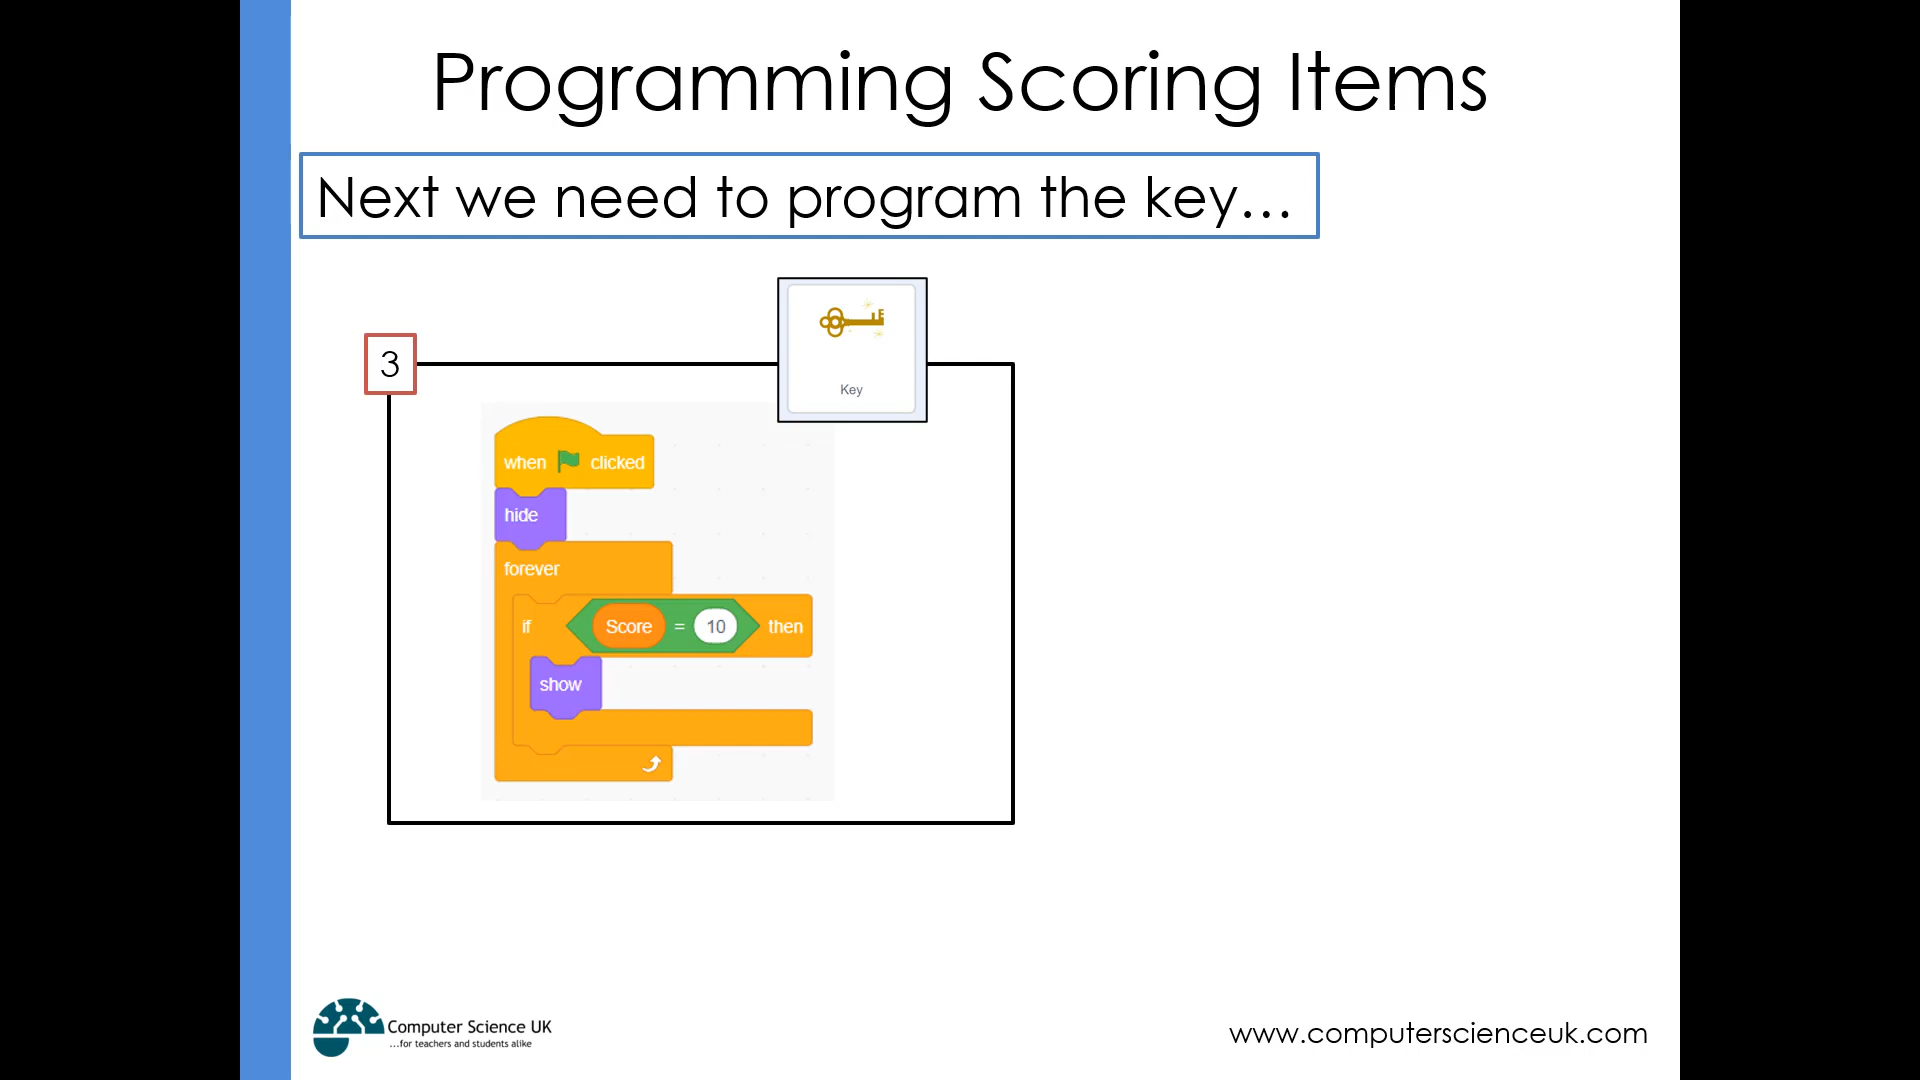 Programming Scoring Items
Next we need to program the key...
3
Key
when clicked
hide
forever
if Score = 10 then
show
Computer Science UK
...for teachers and students alike
www.computerscienceuk.com